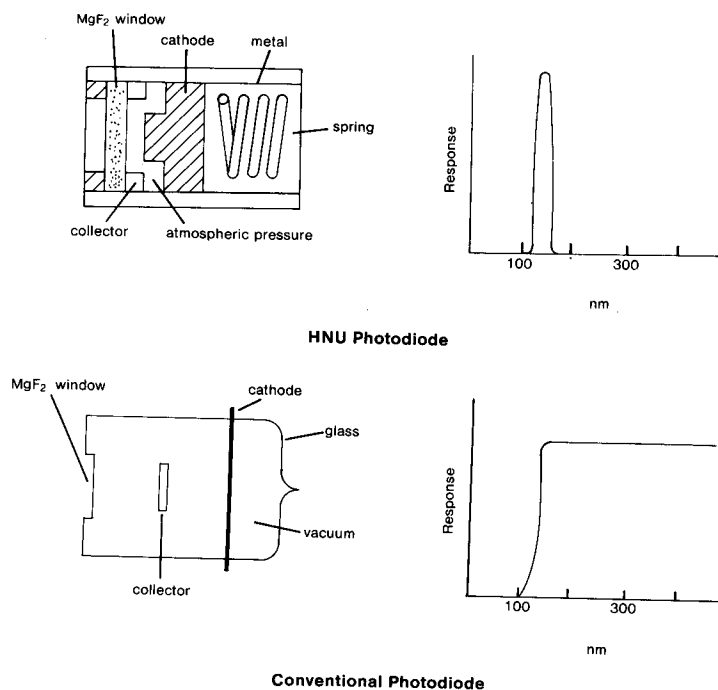 MgF₂ window
cathode
metal
spring
collector
atmospheric pressure
Response
100
300
nm
HNU Photodiode
MgF₂ window
cathode
glass
vacuum
collector
Response
100
300
nm
Conventional Photodiode